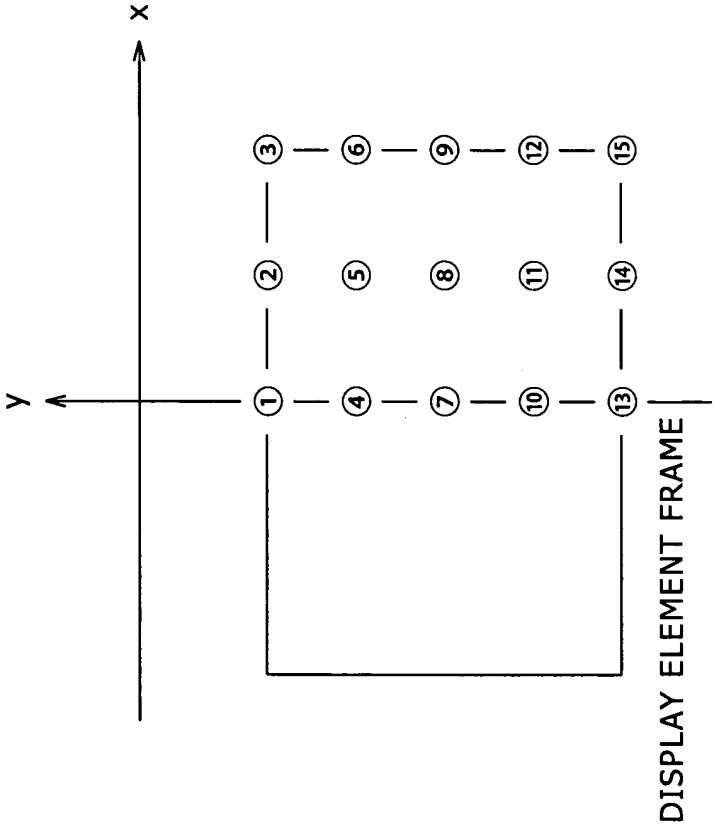 y
x
① ② ③
④ ⑤ ⑥
⑦ ⑧ ⑨
⑩ ⑪ ⑫
⑬ ⑭ ⑮
DISPLAY ELEMENT FRAME